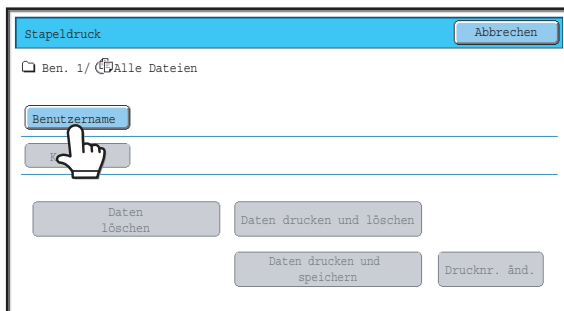 Stapeldruck
Abbrechen
Ben. 1/ Alle Dateien
Benutzername
Daten
löschen
Daten drucken und löschen
Daten drucken und
speichern
Drucknr. änd.